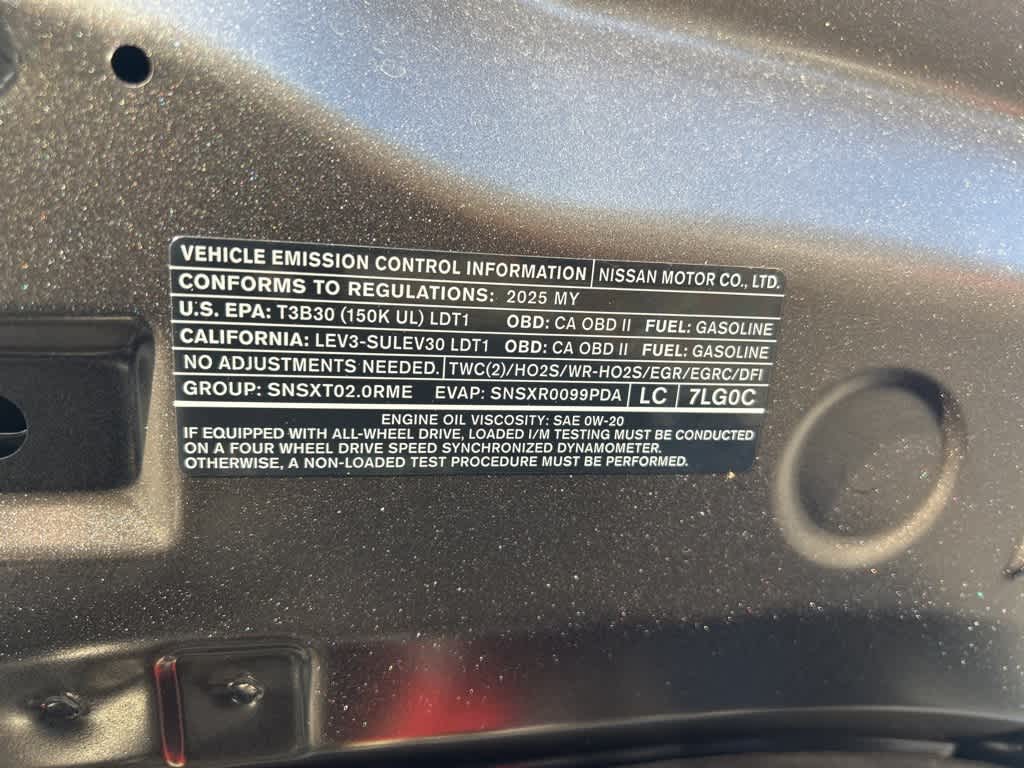 VEHICLE EMISSION CONTROL INFORMATION NISSAN MOTOR CO., LTD.
CONFORMS TO REGULATIONS: 2025 MY
U.S. EPA: T3B30 (150K UL) LDT1 OBD: CA OBD II FUEL: GASOLINE
CALIFORNIA: LEV3-SULEV30 LDT1 OBD: CA OBD II FUEL: GASOLINE
NO ADJUSTMENTS NEEDED. TWC(2)/HO2S/WR-HO2S/EGR/EGRC/DFI
GROUP: SNSXT02.0RME EVAP: SNSXR0099PDA LC 7LG0C
ENGINE OIL VISCOSITY: SAE 0W-20
IF EQUIPPED WITH ALL-WHEEL DRIVE, LOADED I/M TESTING MUST BE CONDUCTED
ON A FOUR WHEEL DRIVE SPEED SYNCHRONIZED DYNAMOMETER.
OTHERWISE, A NON-LOADED TEST PROCEDURE MUST BE PERFORMED.